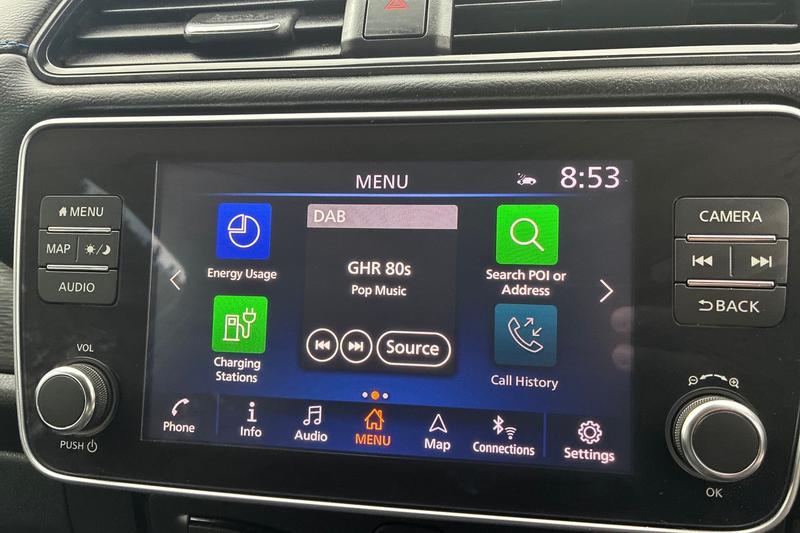 MENU
MAP
AUDIO
VOL
PUSH
MENU
8:53
Energy Usage
Charging
Stations
DAB
GHR 80s
Pop Music
Source
Search POI or
Address
Call History
Phone
Info
Audio
MENU
Map
Connections
Settings
CAMERA
BACK
OK